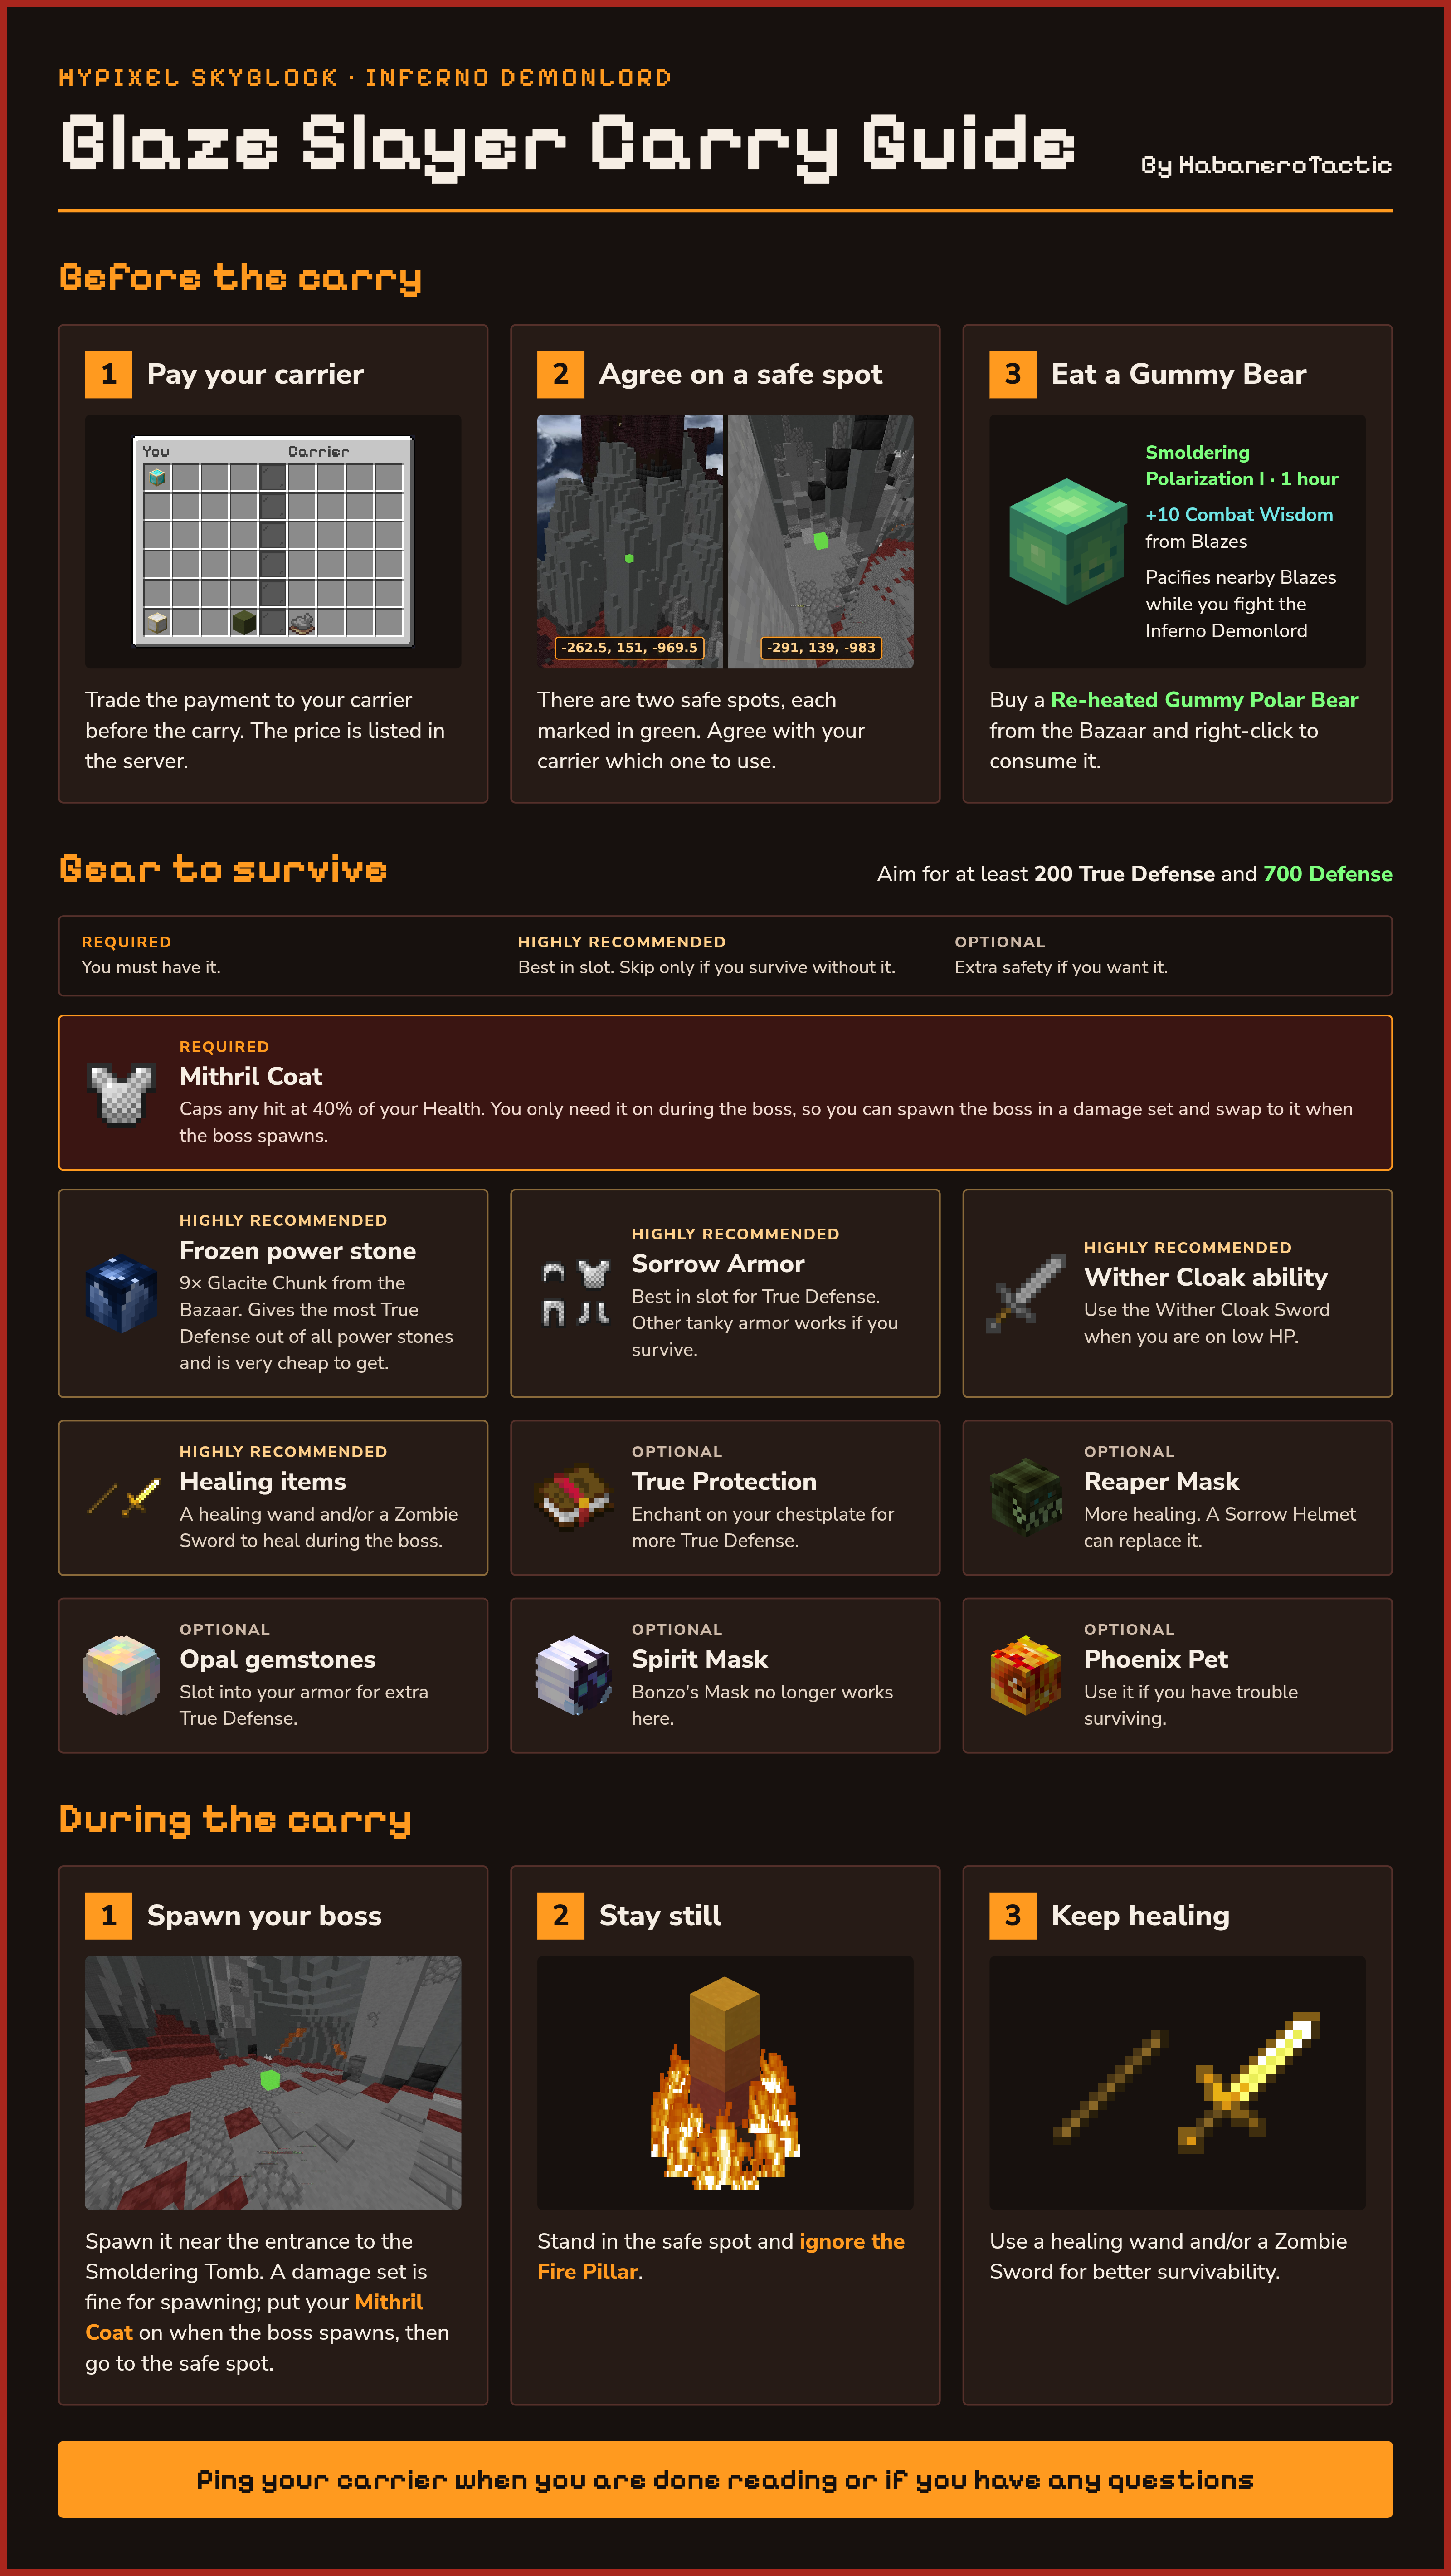 HYPIXEL SKYBLOCK · INFERNO DEMONLORD
Blaze Slayer Carry Guide
By HabaneroTactic
Before the carry
1 Pay your carrier
You Carrier
Trade the payment to your carrier
before the carry. The price is listed in
the server.
2 Agree on a safe spot
-262.5, 151, -969.5
-291, 139, -983
There are two safe spots, each
marked in green. Agree with your
carrier which one to use.
3 Eat a Gummy Bear
Smoldering
Polarization I · 1 hour
+10 Combat Wisdom
from Blazes
Pacifies nearby Blazes
while you fight the
Inferno Demonlord
Buy a Re-heated Gummy Polar Bear
from the Bazaar and right-click to
consume it.
Gear to survive
Aim for at least 200 True Defense and 700 Defense
REQUIRED
You must have it.
HIGHLY RECOMMENDED
Best in slot. Skip only if you survive without it.
OPTIONAL
Extra safety if you want it.
REQUIRED
Mithril Coat
Caps any hit at 40% of your Health. You only need it on during the boss, so you can spawn the boss in a damage set and swap to it when
the boss spawns.
HIGHLY RECOMMENDED
Frozen power stone
9× Glacite Chunk from the
Bazaar. Gives the most True
Defense out of all power stones
and is very cheap to get.
HIGHLY RECOMMENDED
Sorrow Armor
Best in slot for True Defense.
Other tanky armor works if you
survive.
HIGHLY RECOMMENDED
Wither Cloak ability
Use the Wither Cloak Sword
when you are on low HP.
HIGHLY RECOMMENDED
Healing items
A healing wand and/or a Zombie
Sword to heal during the boss.
OPTIONAL
True Protection
Enchant on your chestplate for
more True Defense.
OPTIONAL
Reaper Mask
More healing. A Sorrow Helmet
can replace it.
OPTIONAL
Opal gemstones
Slot into your armor for extra
True Defense.
OPTIONAL
Spirit Mask
Bonzo's Mask no longer works
here.
OPTIONAL
Phoenix Pet
Use it if you have trouble
surviving.
During the carry
1 Spawn your boss
Spawn it near the entrance to the
Smoldering Tomb. A damage set is
fine for spawning; put your Mithril
Coat on when the boss spawns, then
go to the safe spot.
2 Stay still
Stand in the safe spot and ignore the
Fire Pillar.
3 Keep healing
Use a healing wand and/or a Zombie
Sword for better survivability.
Ping your carrier when you are done reading or if you have any questions